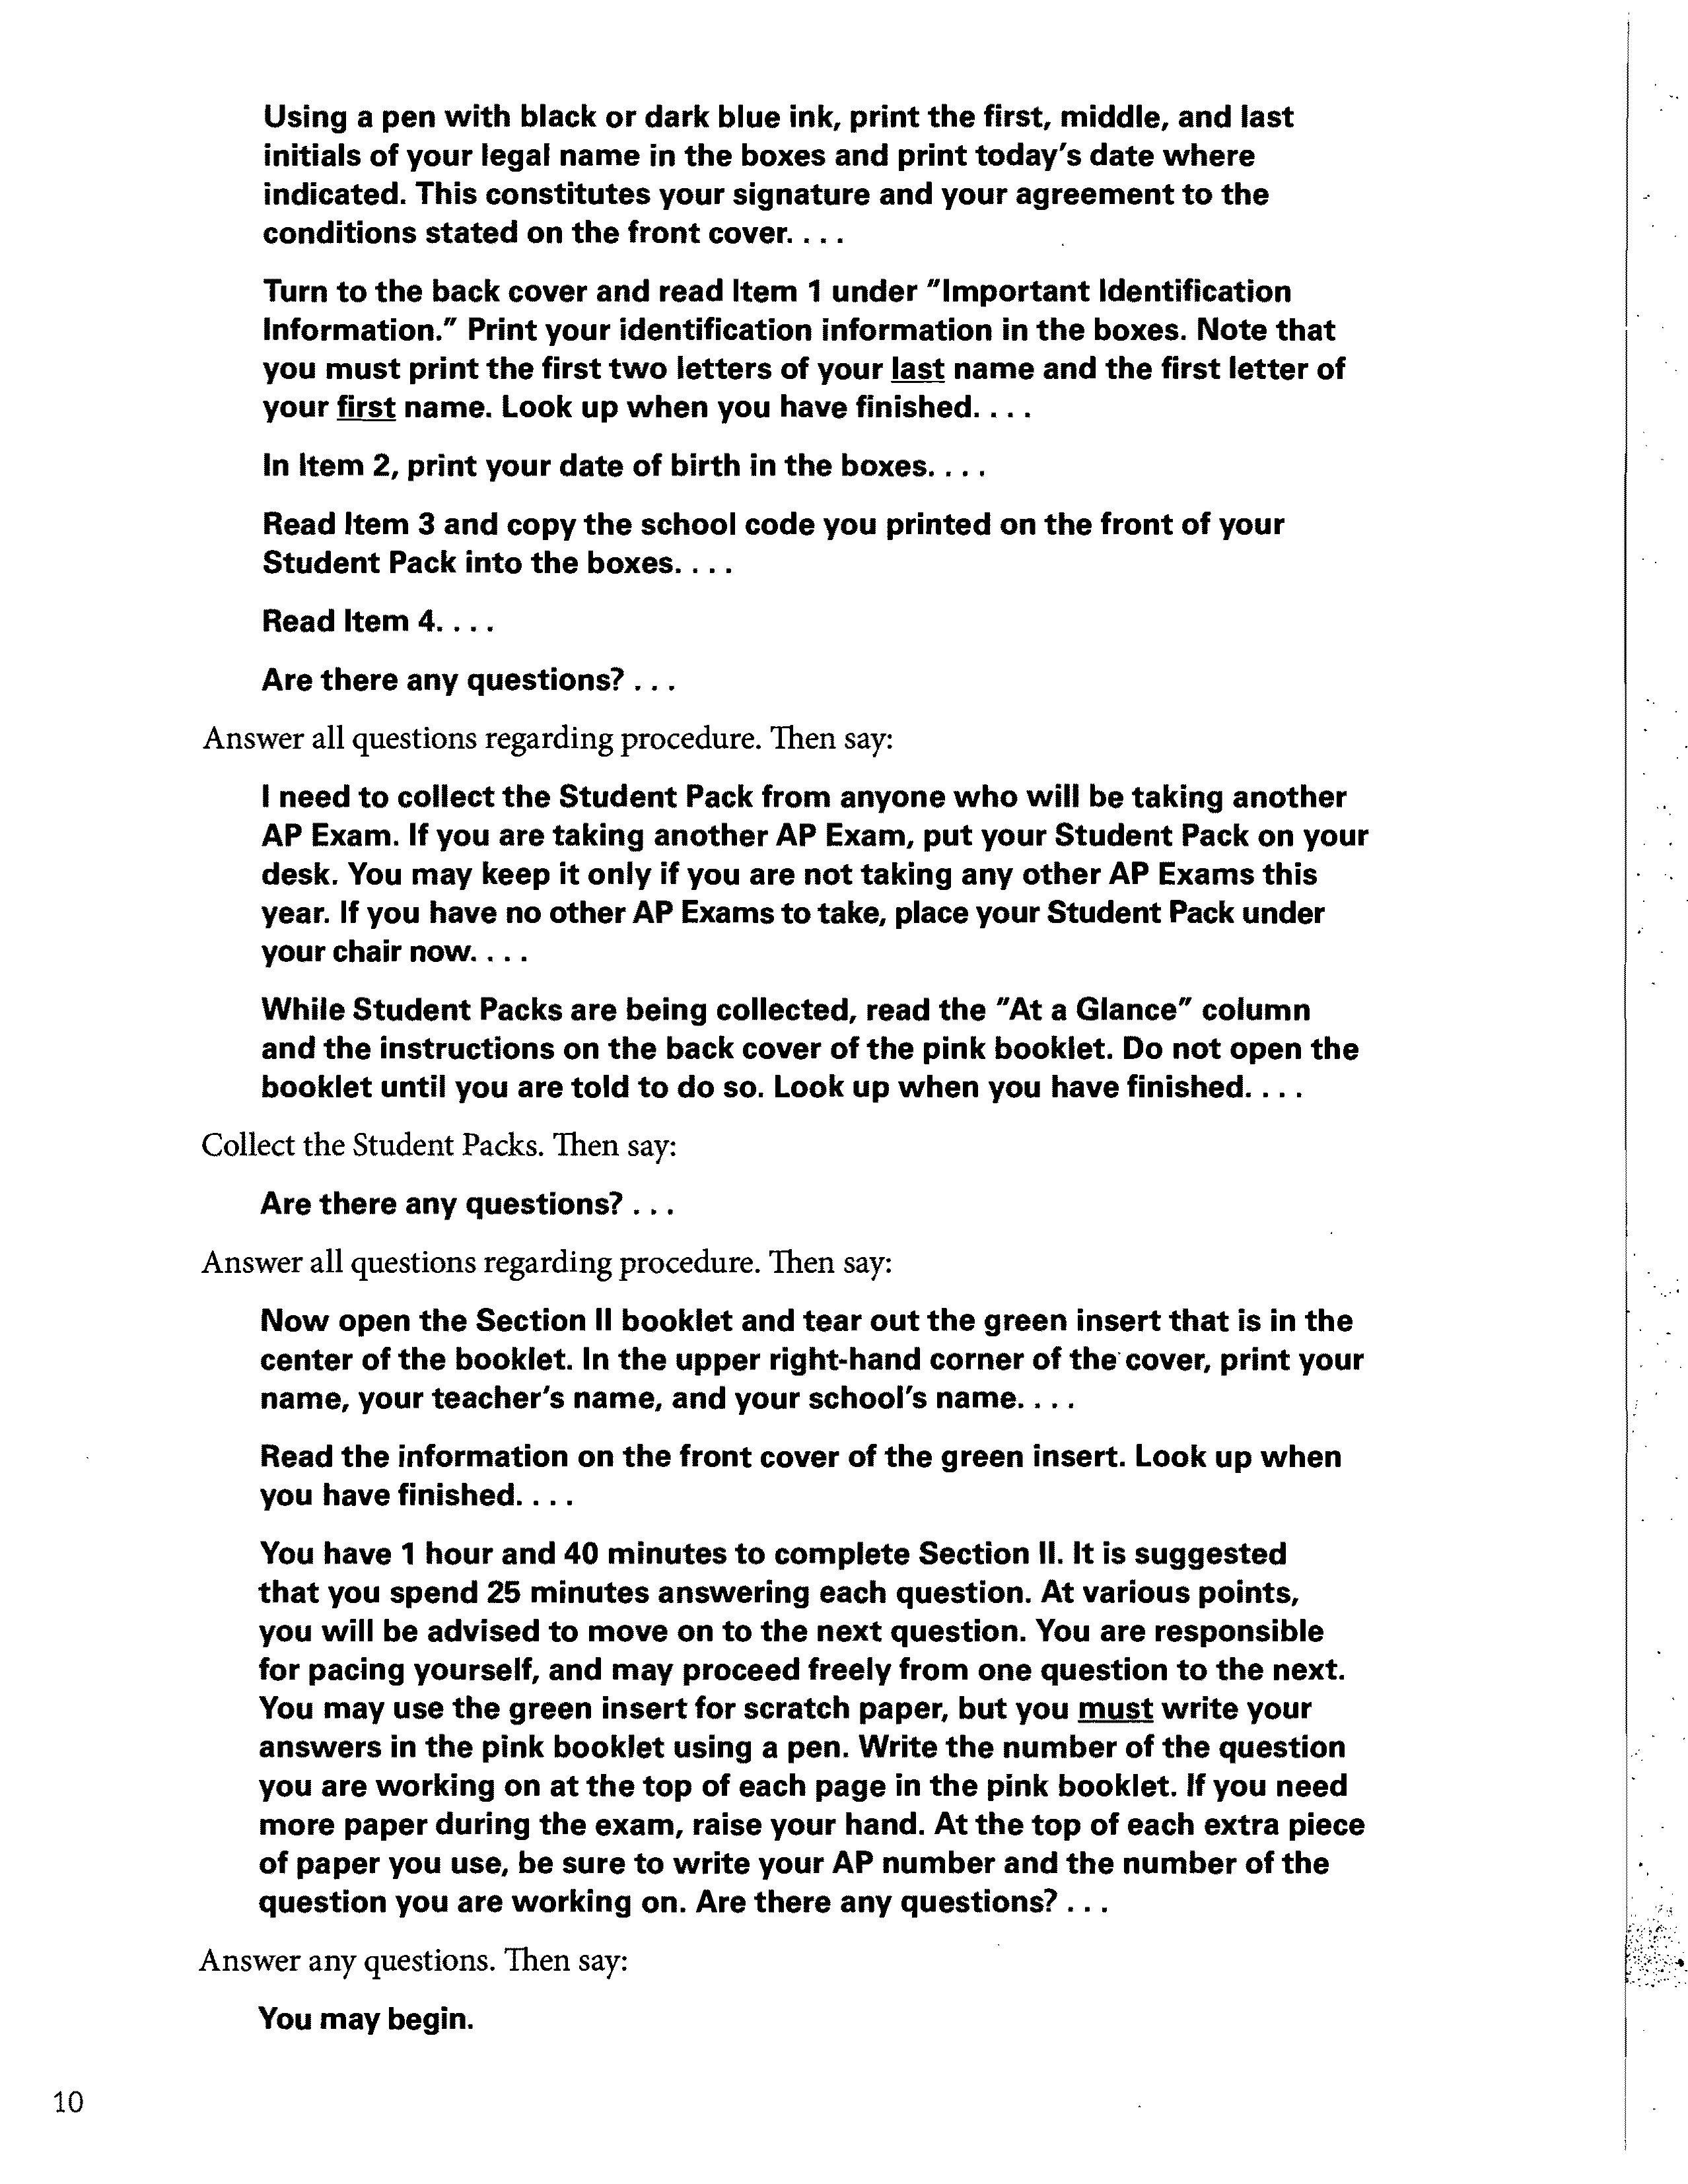 Using a pen with black or dark blue ink, print the first, middle, and last
initials of your legal name in the boxes and print today's date where
indicated. This constitutes your signature and your agreement to the
conditions stated on the front cover. . . .
Turn to the back cover and read Item 1 under "Important Identification
Information." Print your identification information in the boxes. Note that
you must print the first two letters of your last name and the first letter of
your first name. Look up when you have finished. . . .
In Item 2, print your date of birth in the boxes. . . .
Read Item 3 and copy the school code you printed on the front of your
Student Pack into the boxes. . . .
Read Item 4. . . .
Are there any questions? . . .
Answer all questions regarding procedure. Then say:
I need to collect the Student Pack from anyone who will be taking another
AP Exam. If you are taking another AP Exam, put your Student Pack on your
desk. You may keep it only if you are not taking any other AP Exams this
year. If you have no other AP Exams to take, place your Student Pack under
your chair now. . . .
While Student Packs are being collected, read the "At a Glance" column
and the instructions on the back cover of the pink booklet. Do not open the
booklet until you are told to do so. Look up when you have finished. . . .
Collect the Student Packs. Then say:
Are there any questions? . . .
Answer all questions regarding procedure. Then say:
Now open the Section II booklet and tear out the green insert that is in the
center of the booklet. In the upper right-hand corner of the cover, print your
name, your teacher's name, and your school's name. . . .
Read the information on the front cover of the green insert. Look up when
you have finished. . . .
You have 1 hour and 40 minutes to complete Section II. It is suggested
that you spend 25 minutes answering each question. At various points,
you will be advised to move on to the next question. You are responsible
for pacing yourself, and may proceed freely from one question to the next.
You may use the green insert for scratch paper, but you must write your
answers in the pink booklet using a pen. Write the number of the question
you are working on at the top of each page in the pink booklet. If you need
more paper during the exam, raise your hand. At the top of each extra piece
of paper you use, be sure to write your AP number and the number of the
question you are working on. Are there any questions? . . .
Answer any questions. Then say:
You may begin.
10